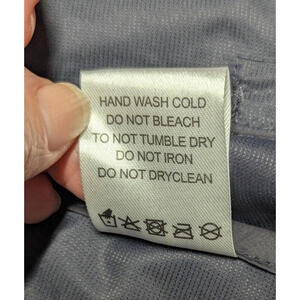 HAND WASH COLD
DO NOT BLEACH
TO NOT TUMBLE DRY
DO NOT IRON
DO NOT DRYCLEAN